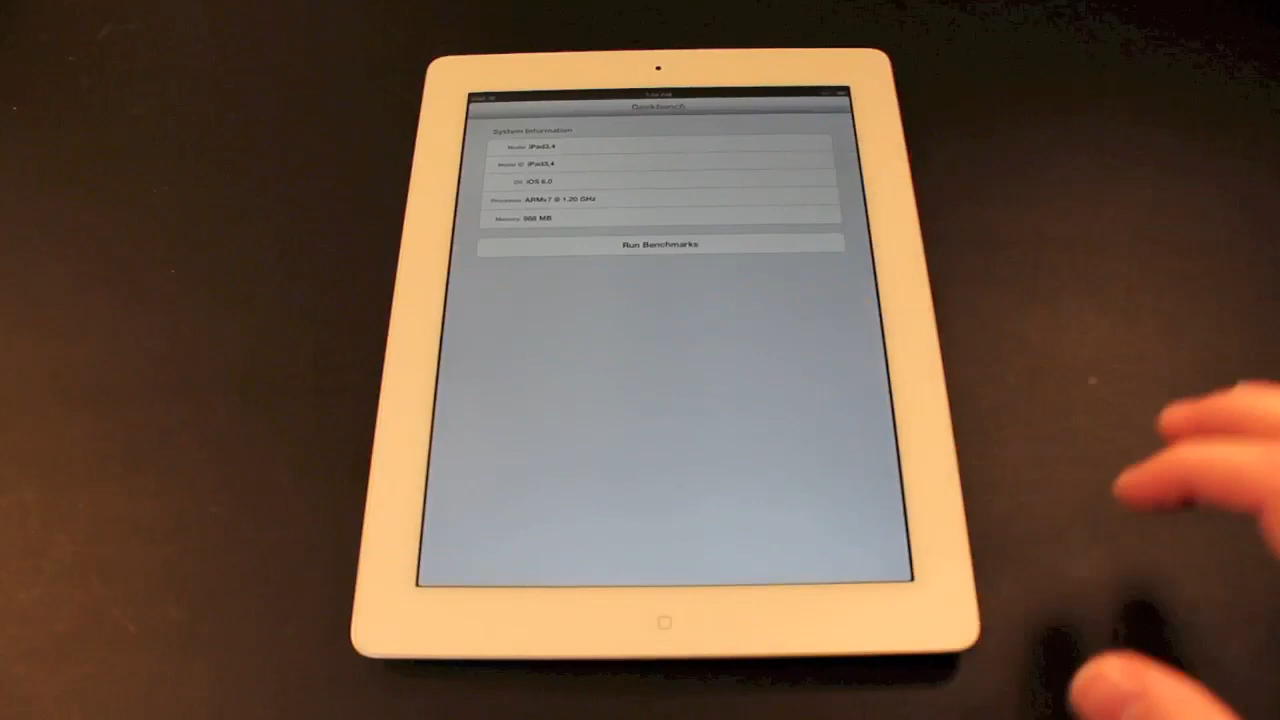 Geekbench
System Information
Model iPad3,4
Model ID iPad3,4
OS iOS 6.0
Processor ARMv7 @ 1.20 GHz
Memory 988 MB
Run Benchmarks